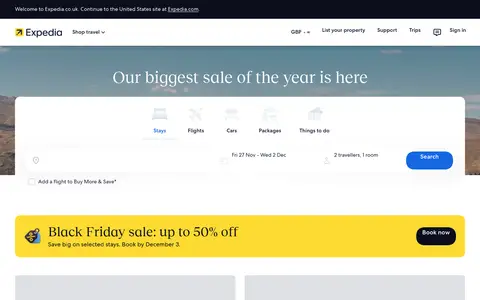 Welcome to Expedia.co.uk. Continue to the United States site at Expedia.com.
Expedia
Shop travel
GBP
List your property
Support
Trips
Sign in
Our biggest sale of the year is here
Stays
Flights
Cars
Packages
Things to do
Fri 27 Nov - Wed 2 Dec
2 travellers, 1 room
Search
Add a flight to Buy More & Save*
Black Friday sale: up to 50% off
Save big on selected stays. Book by December 3.
Book now